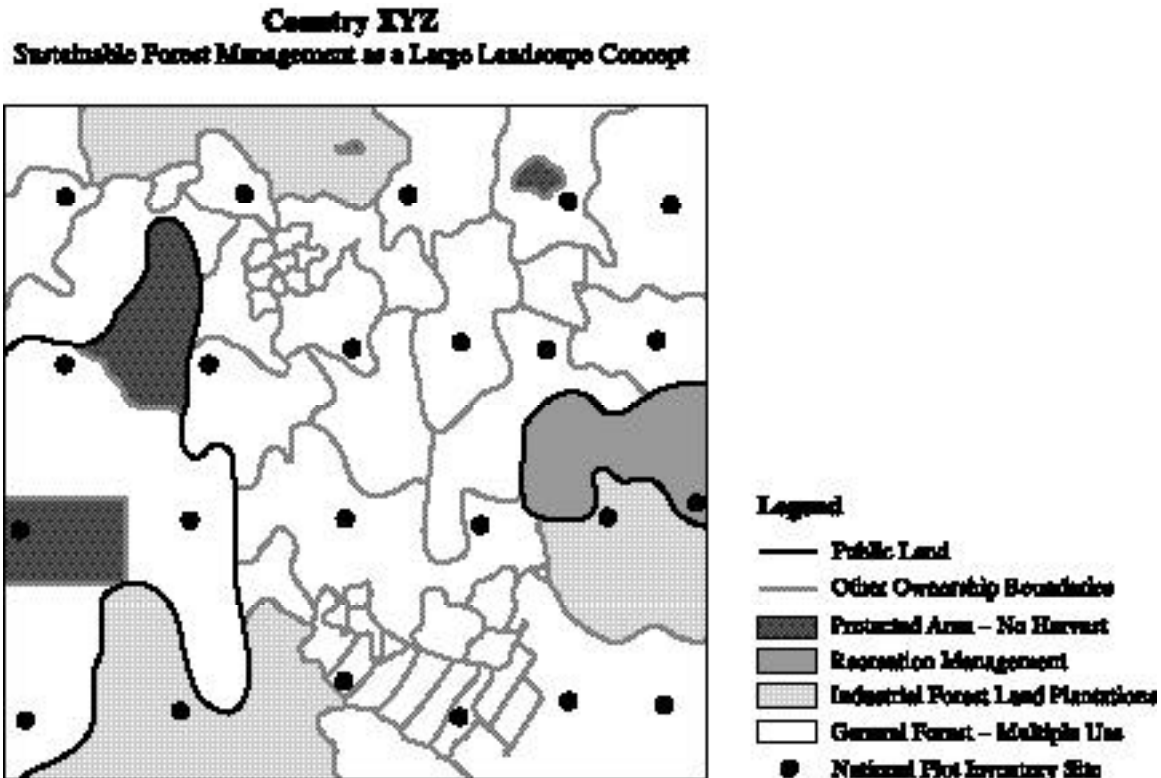 Country XYZ
Sustainable Forest Management as a Large Landscape Concept
Legend
Public Land
Other Ownership Boundaries
Protected Area – No Harvest
Recreation Management
Industrial Forest Land Plantations
General Forest – Multiple Use
National Plot Inventory Site